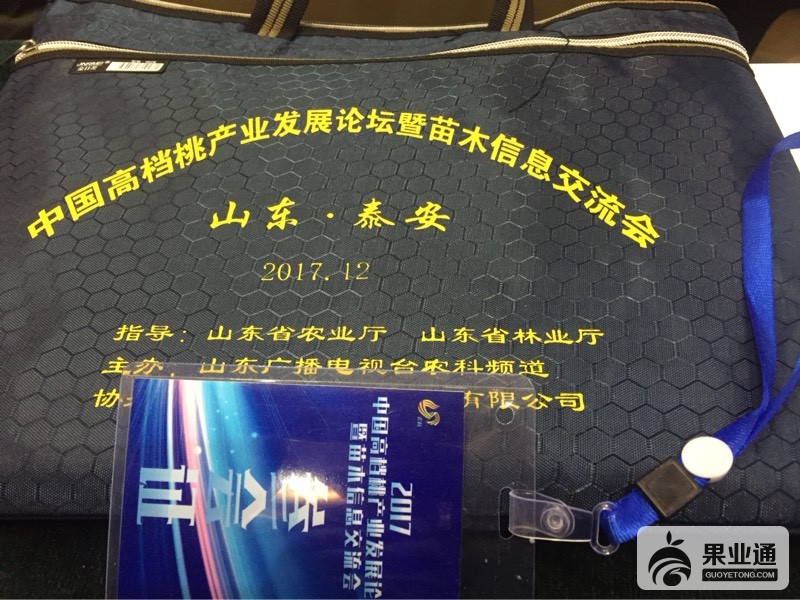 中国高档桃产业发展论坛暨苗木信息交流会
山东·泰安
2017.12
指导：山东省农业厅 山东省林业厅
主办：山东广播电视台农科频道
协 有限公司
2017
中国高档桃产业发展论
暨苗木信息交流会
参会证
果业通
GUOYETONG.COM